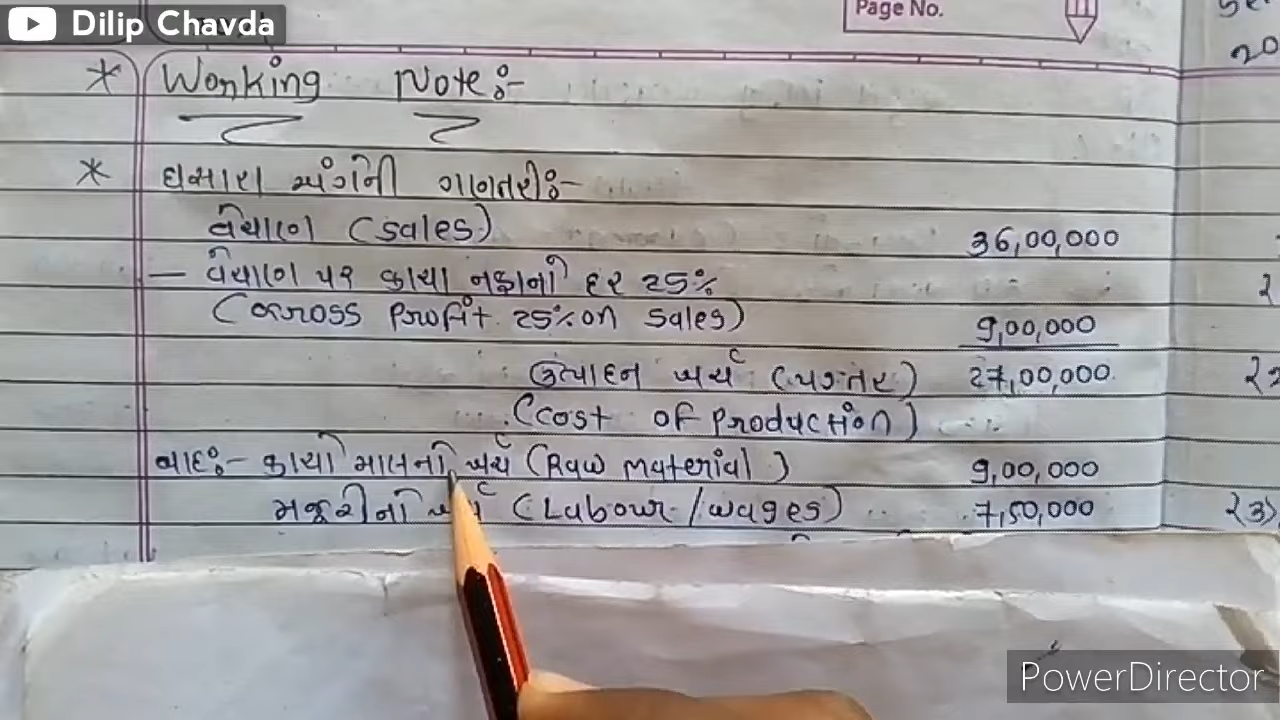 Dilip Chavda
Page No.
20
* Working Note:-
* ઘસારા અંગેની ગણતરી:-
વેચાણ (sales) 36,00,000
— વેચાણ પર કાચા નફાનો દર 25%
(Gross Profit 25% on sales) 9,00,000
ઉત્પાદન ખર્ચ (પડતર) 27,00,000
(Cost of Production)
બાદ:- કાચો માલનો ખર્ચ (Raw Material) 9,00,000
મજૂરીનો ખર્ચ (Labour/wages) 7,50,000
PowerDirector